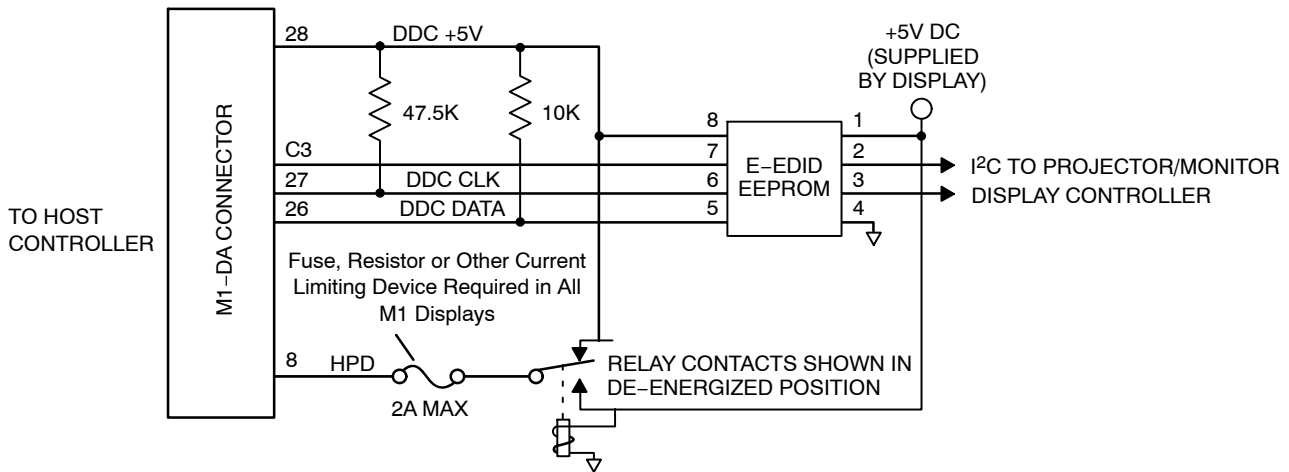 28
DDC +5V
+5V DC
(SUPPLIED
BY DISPLAY)
47.5K
10K
8
1
C3
7
2
I²C TO PROJECTOR/MONITOR
27
DDC CLK
6
3
DISPLAY CONTROLLER
26
DDC DATA
5
4
E−EDID
EEPROM
TO HOST
CONTROLLER
M1−DA CONNECTOR
Fuse, Resistor or Other Current
Limiting Device Required in All
M1 Displays
8
HPD
2A MAX
RELAY CONTACTS SHOWN IN
DE−ENERGIZED POSITION